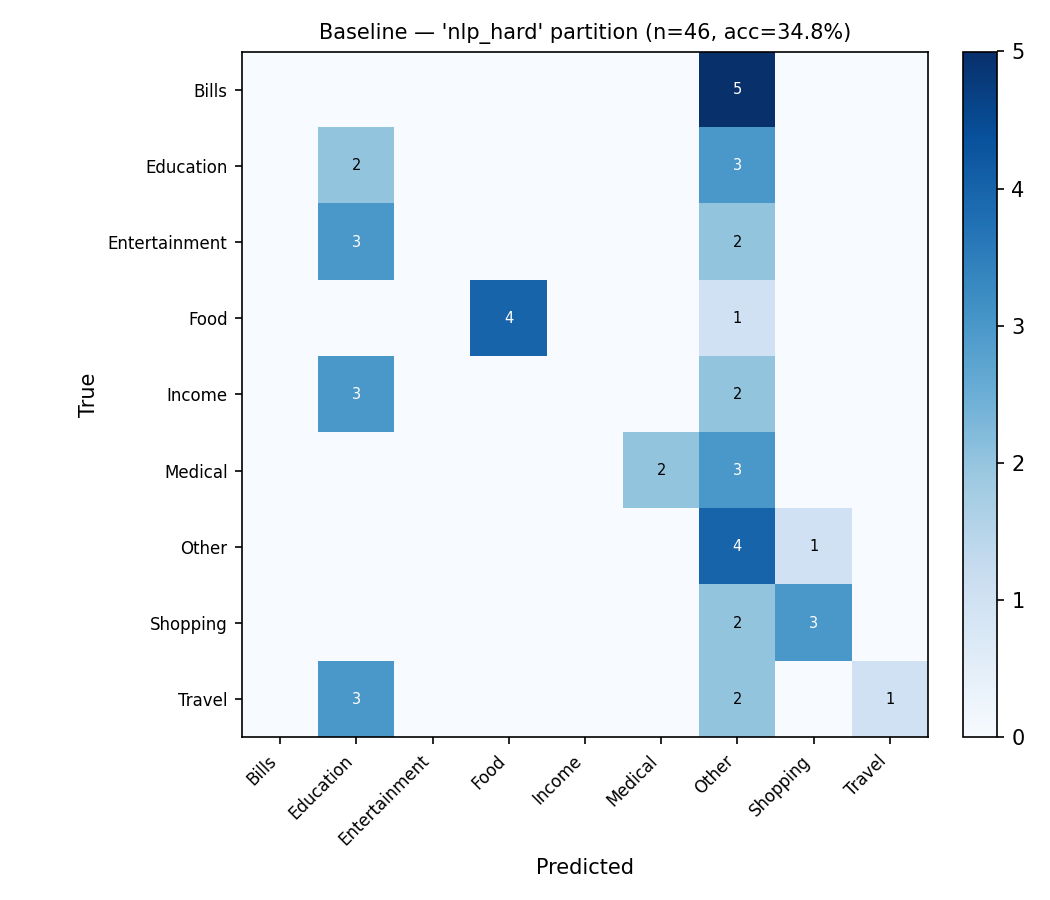 Baseline — 'nlp_hard' partition (n=46, acc=34.8%)
Bills 5
Education 2 3
Entertainment 3 2
Food 4 1
Income 3 2
Medical 2 3
Other 4 1
Shopping 2 3
Travel 3 2 1
True
Bills Education Entertainment Food Income Medical Other Shopping Travel
Predicted
5
4
3
2
1
0